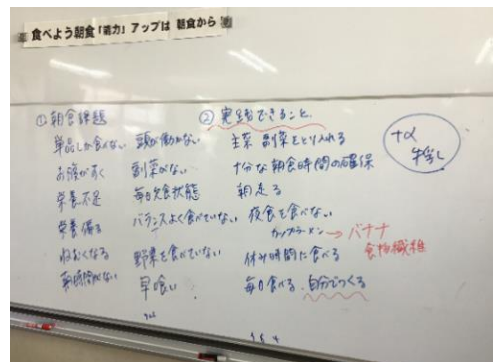 食べよう朝食「箭力」アップは 朝食から
①朝食課題
単品しか食べない
お腹がすく
栄養不足
栄養偏る
ねむくなる
朝時間がない
頭が働かない
副菜がない
毎日欠食状態
バランスよく食べていない
野菜を食べていない
早喰い
②実践できること
主菜 副菜をとり入れる
十分な朝食時間の確保
朝走る
夜食を食べない
カップラーメン→バナナ
食物繊維
休み時間に食べる
毎日食べる.自分でつくる
+α
牛乳